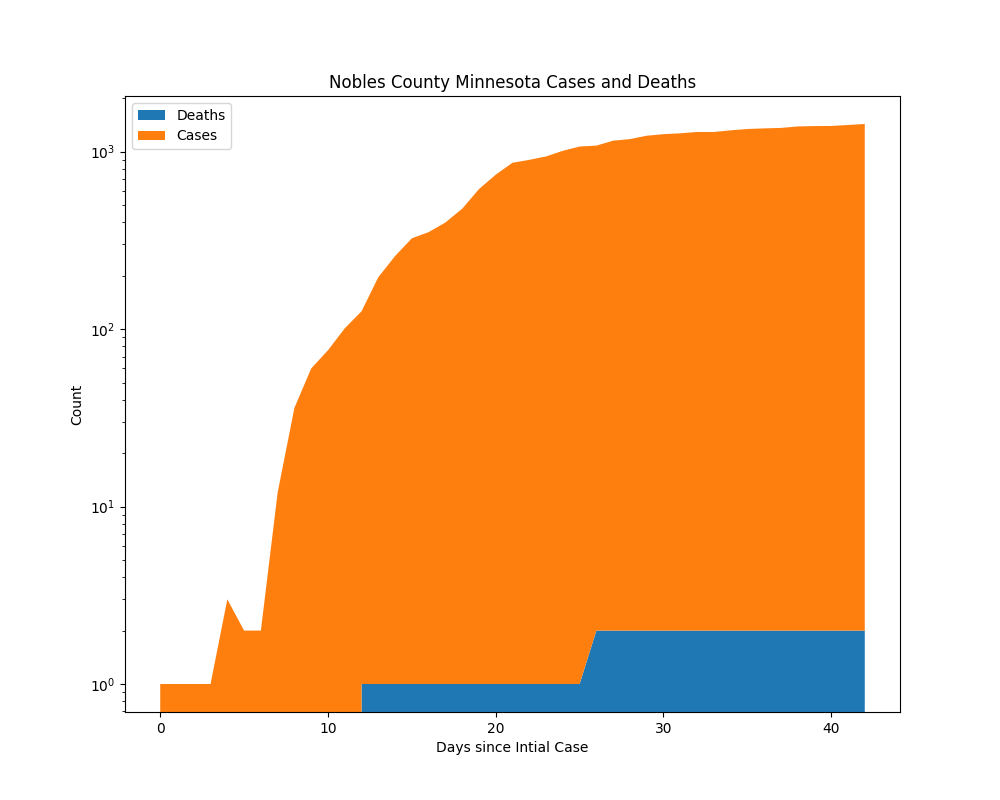 Nobles County Minnesota Cases and Deaths
Deaths
Cases
Count
10³
10²
10¹
10⁰
0 10 20 30 40
Days since Intial Case